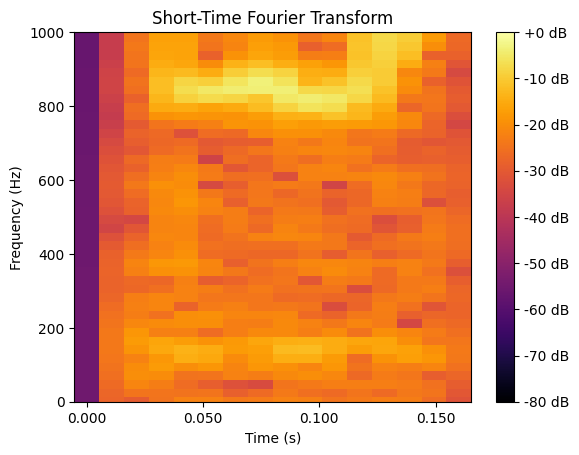 Short-Time Fourier Transform
1000
800
600
400
200
0
Frequency (Hz)
0.000
0.050
0.100
0.150
Time (s)
+0 dB
-10 dB
-20 dB
-30 dB
-40 dB
-50 dB
-60 dB
-70 dB
-80 dB